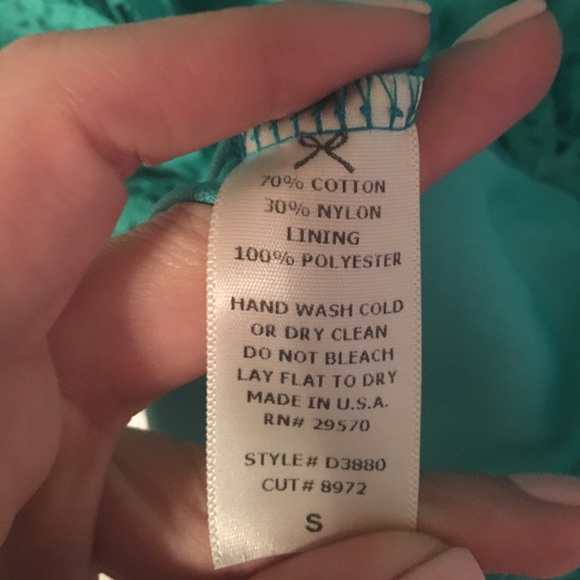 70% COTTON
30% NYLON
LINING
100% POLYESTER
HAND WASH COLD
OR DRY CLEAN
DO NOT BLEACH
LAY FLAT TO DRY
MADE IN U.S.A.
RN# 29570
STYLE# D3880
CUT# 8972
S